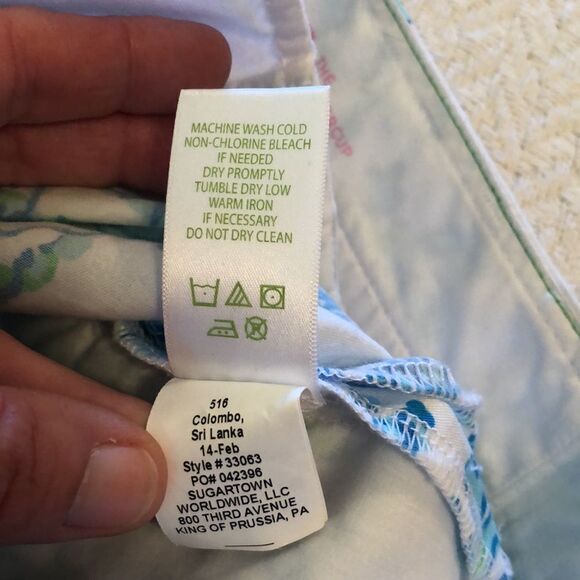 MACHINE WASH COLD
NON-CHLORINE BLEACH
IF NEEDED
DRY PROMPTLY
TUMBLE DRY LOW
WARM IRON
IF NECESSARY
DO NOT DRY CLEAN
516
Colombo,
Sri Lanka
14-Feb
Style # 33063
PO# 042396
SUGARTOWN
WORLDWIDE, LLC
800 THIRD AVENUE
KING OF PRUSSIA, PA
THE